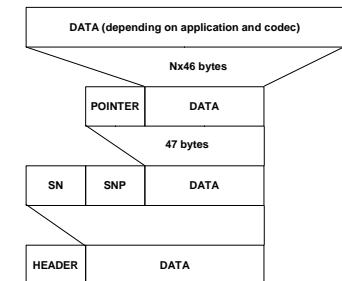 DATA (depending on application and codec)
Nx46 bytes
POINTER DATA
47 bytes
SN SNP DATA
HEADER DATA